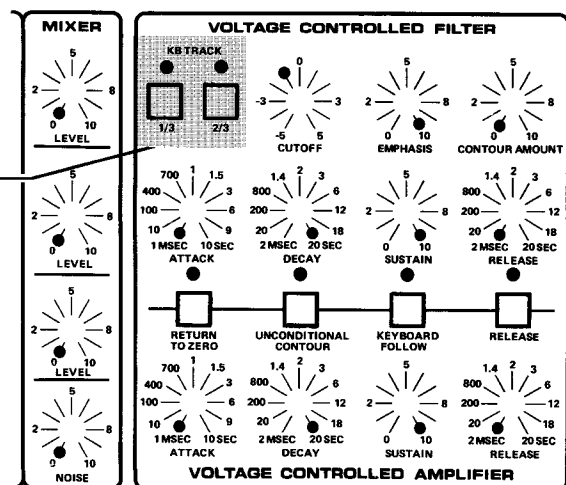 MIXER
5
2 8
0 10
LEVEL
5
2 8
0 10
LEVEL
5
2 8
0 10
LEVEL
5
2 8
0 10
NOISE
VOLTAGE CONTROLLED FILTER
KB TRACK
1/3 2/3
0
-3 3
-5 5
CUTOFF
5
2 8
0 10
EMPHASIS
5
2 8
0 10
CONTOUR AMOUNT
1
700 1.5
400 3
100 6
10 9
1 MSEC 10 SEC
ATTACK
2
1.4 3
800 6
200 12
20 18
2 MSEC 20 SEC
DECAY
5
2 8
0 10
SUSTAIN
2
1.4 3
800 6
200 12
20 18
2 MSEC 20 SEC
RELEASE
RETURN
TO ZERO
UNCONDITIONAL
CONTOUR
KEYBOARD
FOLLOW
RELEASE
1
700 1.5
400 3
100 6
10 9
1 MSEC 10 SEC
ATTACK
2
1.4 3
800 6
200 12
20 18
2 MSEC 20 SEC
DECAY
5
2 8
0 10
SUSTAIN
2
1.4 3
800 6
200 12
20 18
2 MSEC 20 SEC
RELEASE
VOLTAGE CONTROLLED AMPLIFIER